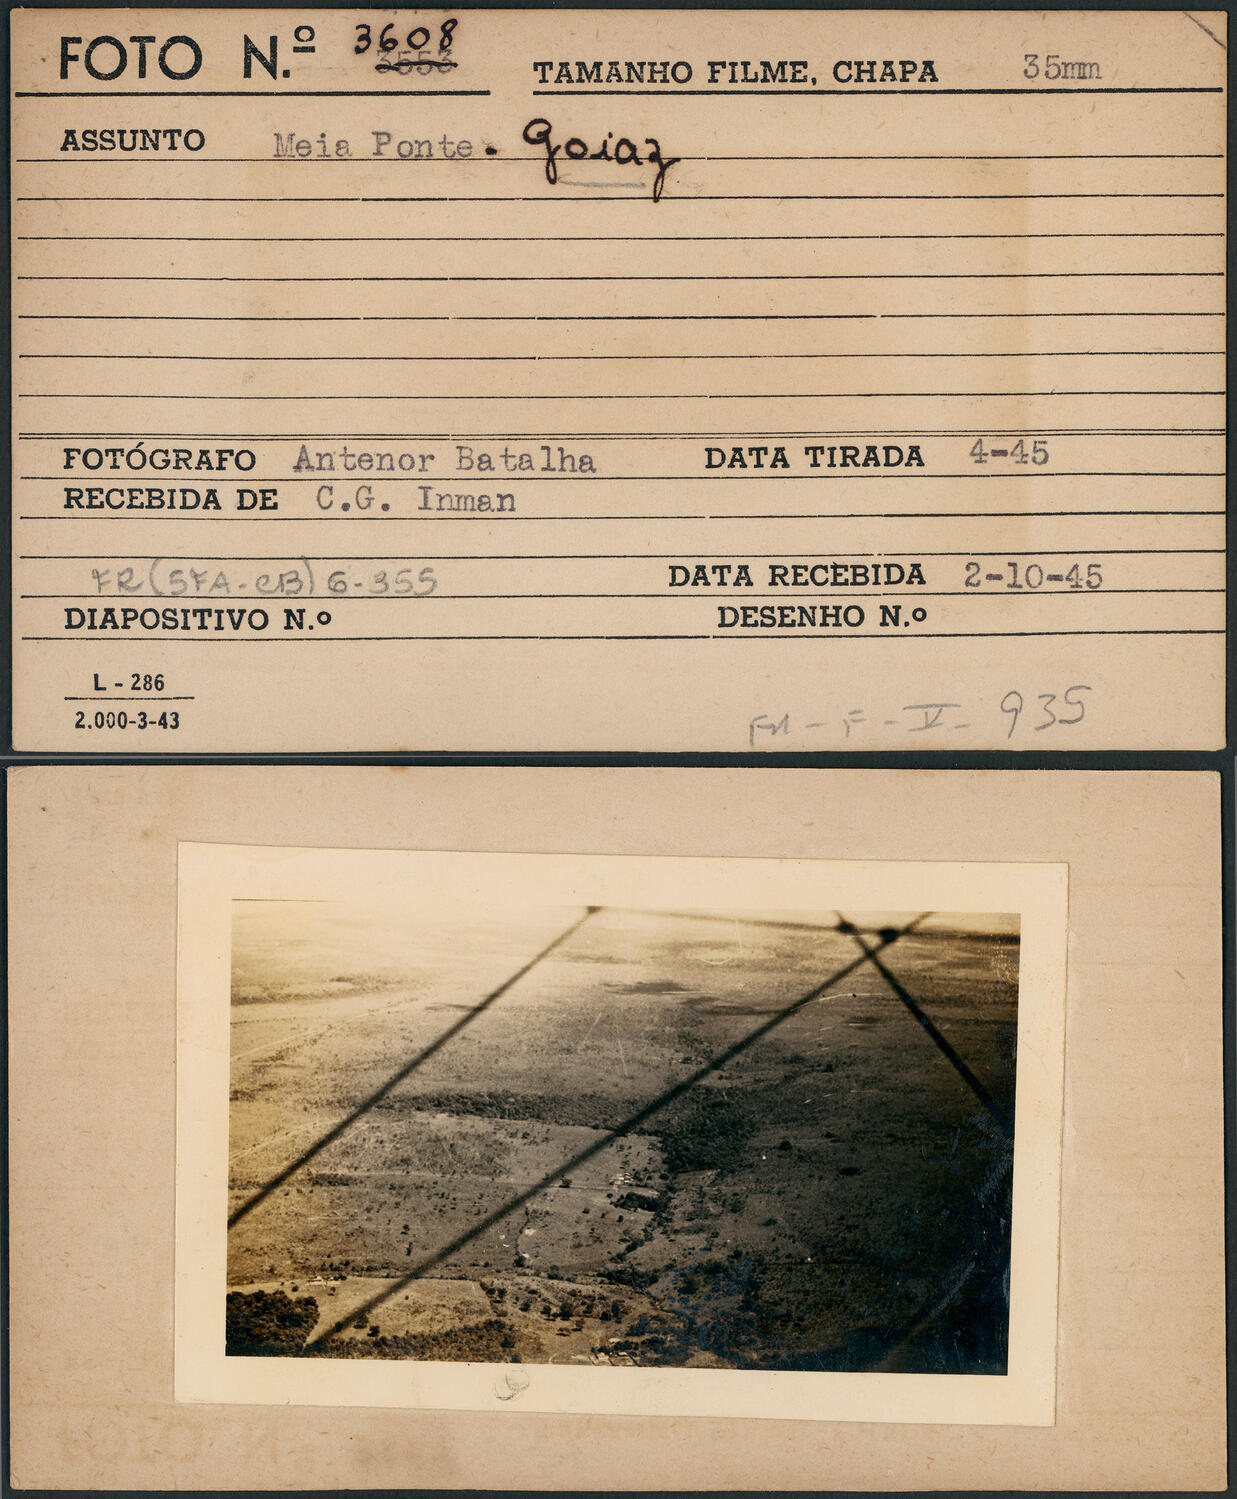 FOTO N.º 3608
3553
TAMANHO FILME, CHAPA 35mm
ASSUNTO Meia Ponte. Goiaz
FOTÓGRAFO Antenor Batalha DATA TIRADA 4-45
RECEBIDA DE C.G. Inman
FR(SFA-CB) 6-355 DATA RECEBIDA 2-10-45
DIAPOSITIVO N.º DESENHO N.º
L - 286
2.000-3-43
F-V-935